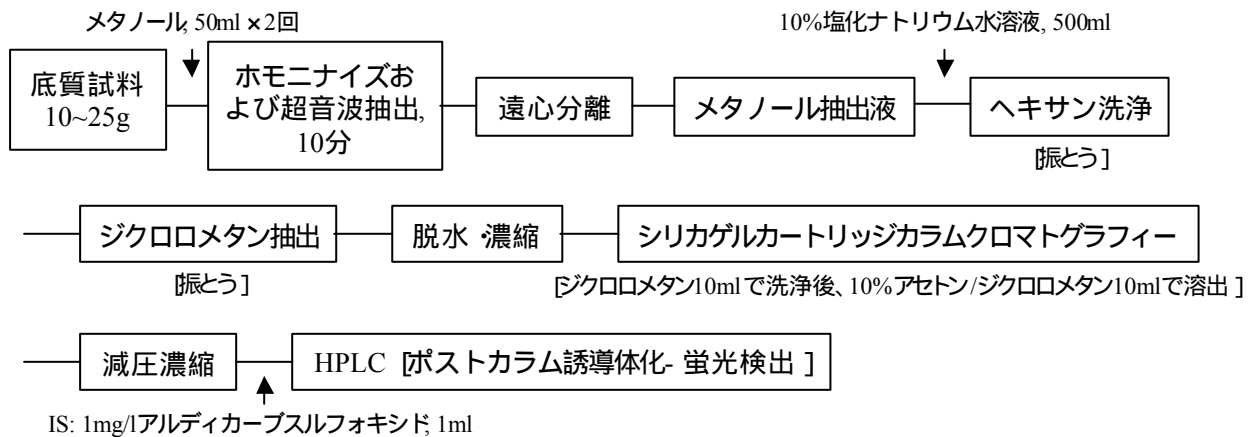 メタノール, 50ml×2回
10%塩化ナトリウム水溶液, 500ml
底質試料
10~25g
ホモニナイズお
よび超音波抽出,
10分
遠心分離
メタノール抽出液
ヘキサン洗浄
[振とう]
ジクロロメタン抽出
[振とう]
脱水・濃縮
シリカゲルカートリッジカラムクロマトグラフィー
[ジクロロメタン10mlで洗浄後、10%アセトン/ジクロロメタン10mlで溶出]
減圧濃縮
HPLC [ポストカラム誘導体化-蛍光検出]
IS: 1mg/lアルディカーブスルフォキシド, 1ml